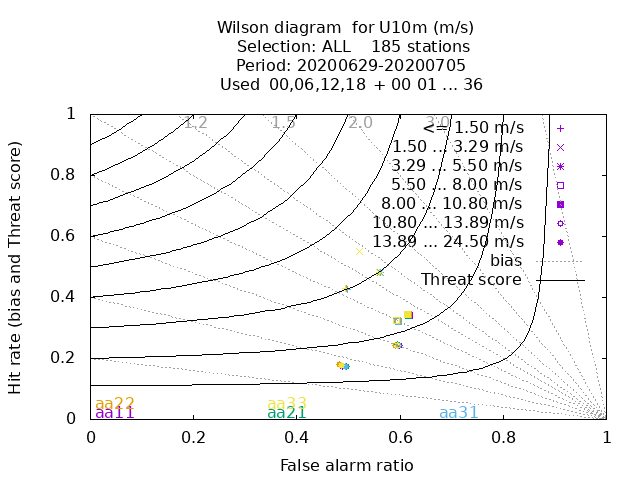 Wilson diagram  for U10m (m/s)
Selection: ALL    185 stations
Period: 20200629-20200705
Used  00,06,12,18  + 00 01 ... 36
Hit rate (bias and Threat score)
1
0.8
0.6
0.4
0.2
0
1.2 1.5 2.0 3.0
<= 1.50 m/s
1.50 ... 3.29 m/s
3.29 ... 5.50 m/s
5.50 ... 8.00 m/s
8.00 ... 10.80 m/s
10.80 ... 13.89 m/s
13.89 ... 24.50 m/s
bias
Threat score
aa22 aa33
aa11 aa21 aa31
0 0.2 0.4 0.6 0.8 1
False alarm ratio